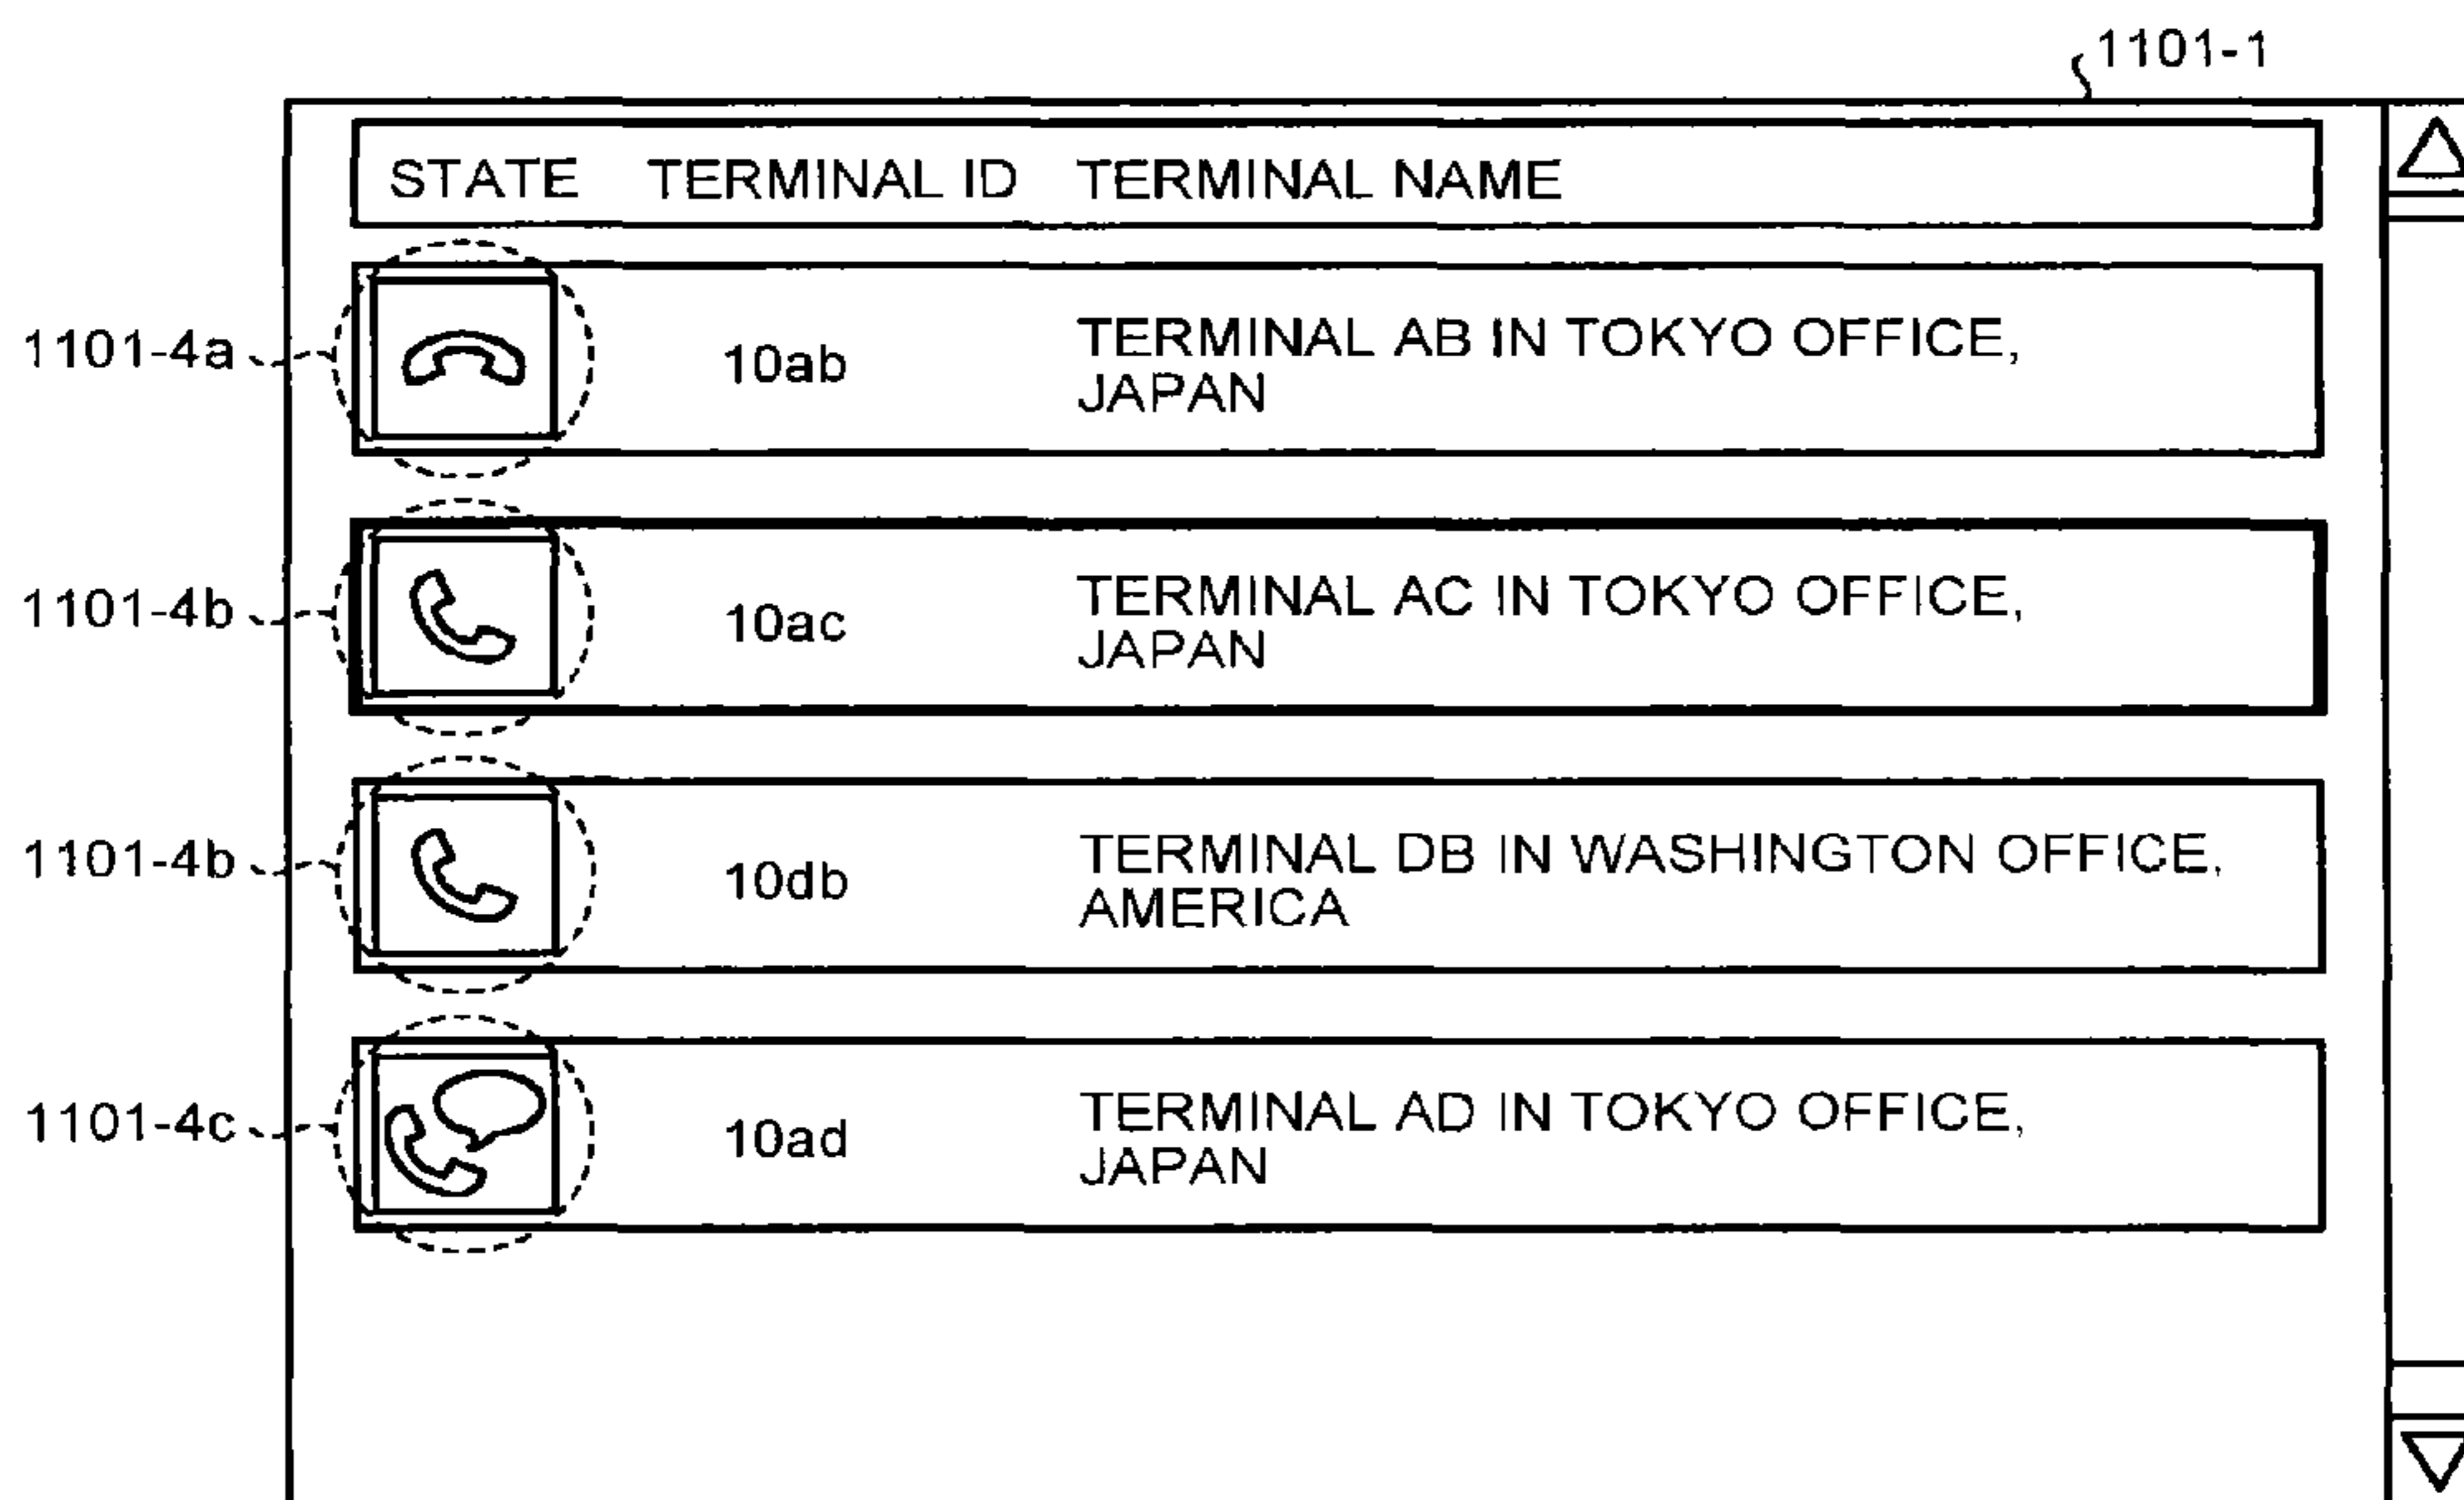 1101-1
STATE TERMINAL ID TERMINAL NAME
1101-4a 10ab TERMINAL AB IN TOKYO OFFICE,
JAPAN
1101-4b 10ac TERMINAL AC IN TOKYO OFFICE,
JAPAN
1101-4b 10db TERMINAL DB IN WASHINGTON OFFICE,
AMERICA
1101-4c 10ad TERMINAL AD IN TOKYO OFFICE,
JAPAN